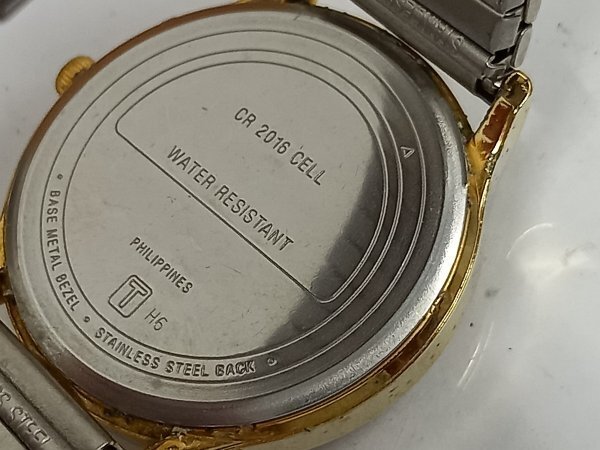 CR 2016 CELL
WATER RESISTANT
PHILIPPINES
T H6
• BASE METAL BEZEL • STAINLESS STEEL BACK •